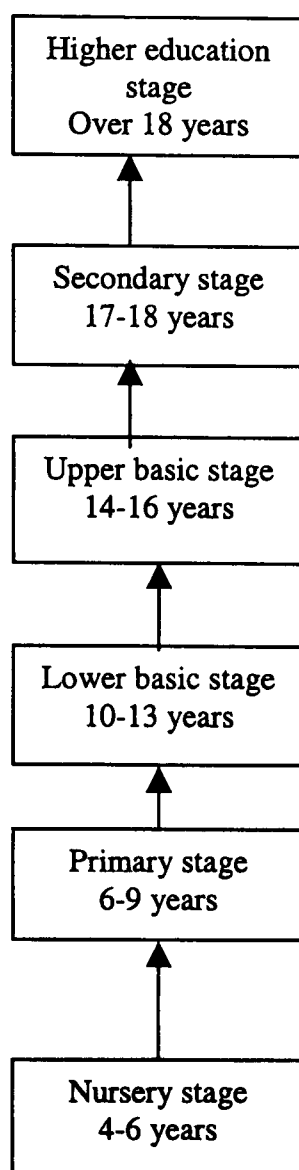 Higher education
stage
Over 18 years
Secondary stage
17-18 years
Upper basic stage
14-16 years
Lower basic stage
10-13 years
Primary stage
6-9 years
Nursery stage
4-6 years